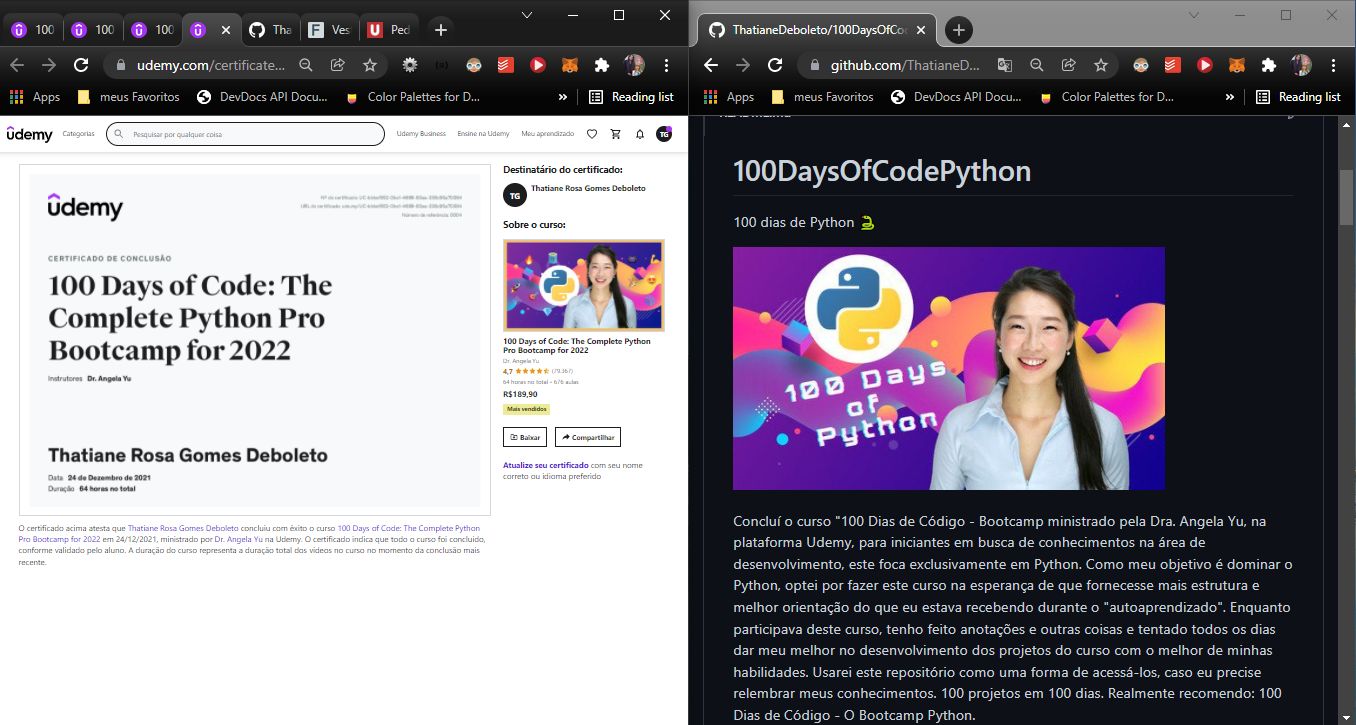 100
100
100
Tha
Ves
Ped
udemy.com/certificate...
Apps
meus Favoritos
DevDocs API Docu...
Color Palettes for D...
»
Reading list
udemy
Categorias
Pesquisar por qualquer coisa
Udemy Business
Ensine na Udemy
Meu aprendizado
TG
udemy
Número de referência: 0004
CERTIFICADO DE CONCLUSÃO
100 Days of Code: The
Complete Python Pro
Bootcamp for 2022
Instrutores Dr. Angela Yu
Thatiane Rosa Gomes Deboleto
Data 24 de Dezembro de 2021
Duração 64 horas no total
O certificado acima atesta que Thatiane Rosa Gomes Deboleto concluiu com êxito o curso 100 Days of Code: The Complete Python
Pro Bootcamp for 2022 em 24/12/2021, ministrado por Dr. Angela Yu na Udemy. O certificado indica que todo o curso foi concluído,
conforme validado pelo aluno. A duração do curso representa a duração total dos vídeos no curso no momento da conclusão mais
recente.
Destinatário do certificado:
TG
Thatiane Rosa Gomes Deboleto
Sobre o curso:
100 Days of Code: The Complete Python
Pro Bootcamp for 2022
Dr. Angela Yu
4,7 (79.367)
64 horas no total • 676 aulas
R$189,90
Mais vendidos
Baixar
Compartilhar
Atualize seu certificado com seu nome
correto ou idioma preferido
ThatianeDeboleto/100DaysOfCo
github.com/ThatianeD...
Apps
meus Favoritos
DevDocs API Docu...
Color Palettes for D...
»
Reading list
100DaysOfCodePython
100 dias de Python
100 Days
of
Python
Concluí o curso "100 Dias de Código - Bootcamp ministrado pela Dra. Angela Yu, na
plataforma Udemy, para iniciantes em busca de conhecimentos na área de
desenvolvimento, este foca exclusivamente em Python. Como meu objetivo é dominar o
Python, optei por fazer este curso na esperança de que fornecesse mais estrutura e
melhor orientação do que eu estava recebendo durante o "autoaprendizado". Enquanto
participava deste curso, tenho feito anotações e outras coisas e tentado todos os dias
dar meu melhor no desenvolvimento dos projetos do curso com o melhor de minhas
habilidades. Usarei este repositório como uma forma de acessá-los, caso eu precise
relembrar meus conhecimentos. 100 projetos em 100 dias. Realmente recomendo: 100
Dias de Código - O Bootcamp Python.